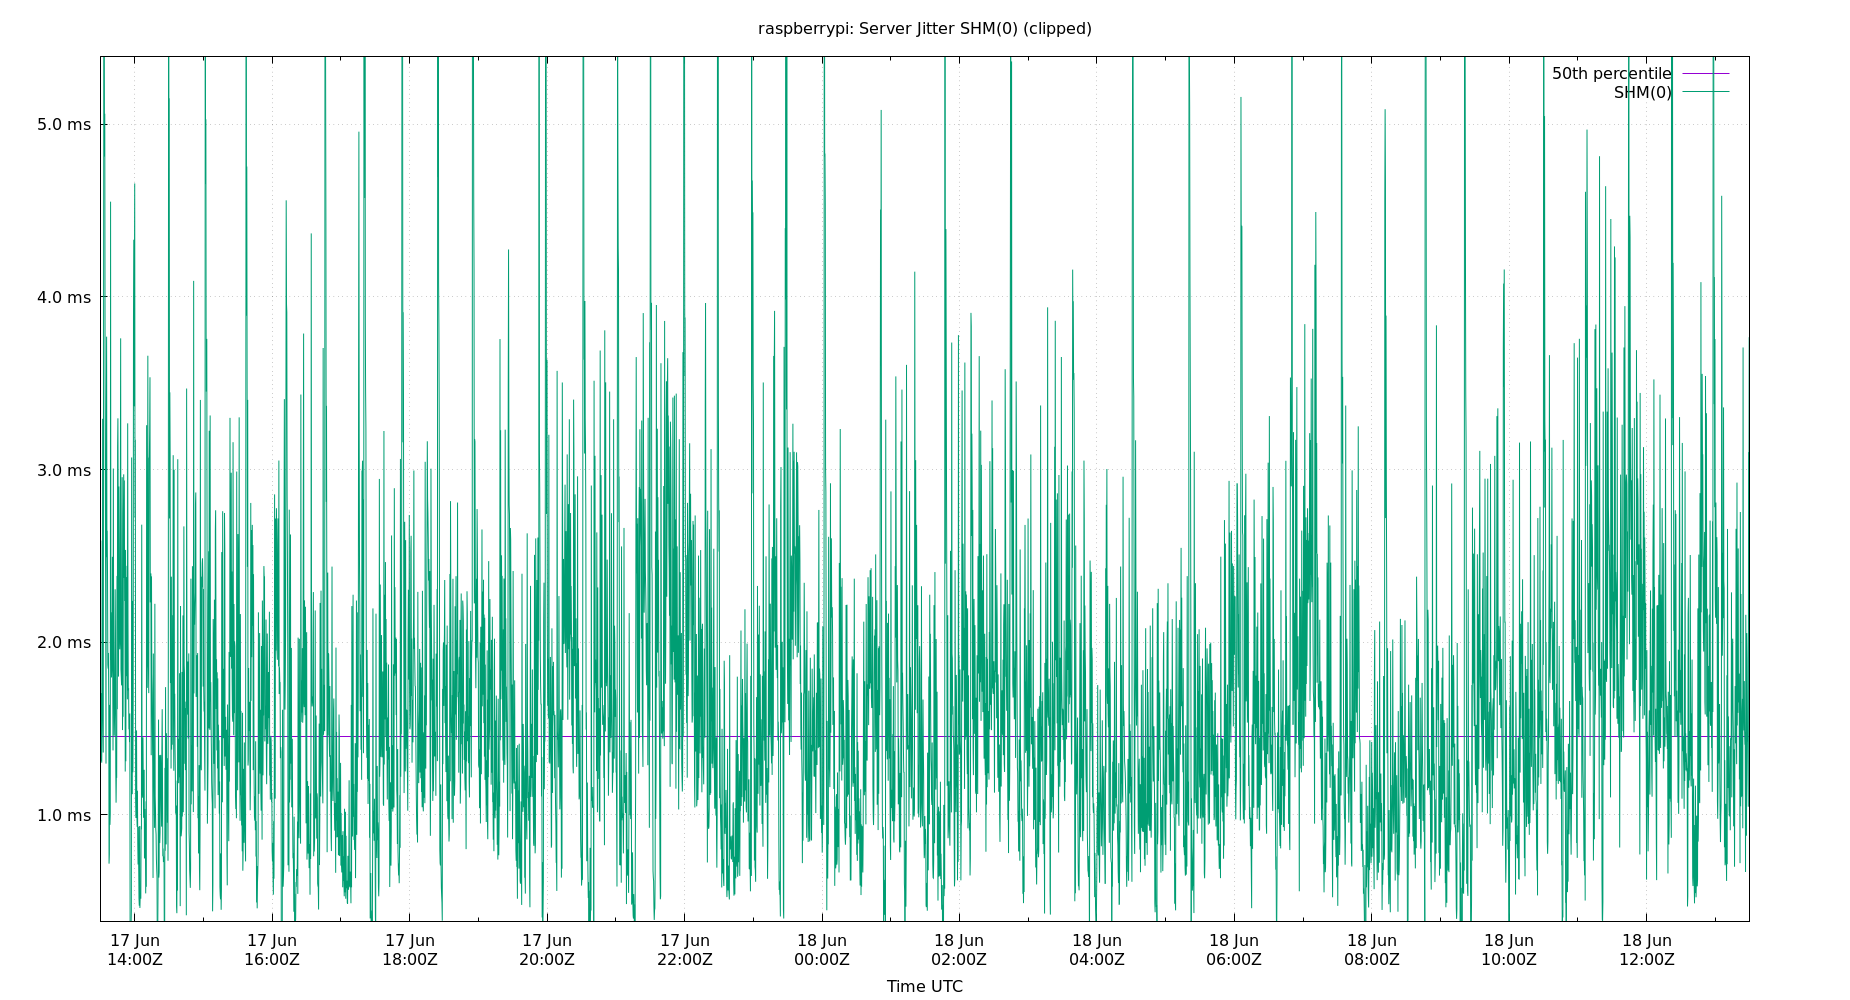 raspberrypi: Server Jitter SHM(0) (clipped)
50th percentile
SHM(0)
5.0 ms
4.0 ms
3.0 ms
2.0 ms
1.0 ms
17 Jun 17 Jun 17 Jun 17 Jun 17 Jun 18 Jun 18 Jun 18 Jun 18 Jun 18 Jun 18 Jun 18 Jun
14:00Z 16:00Z 18:00Z 20:00Z 22:00Z 00:00Z 02:00Z 04:00Z 06:00Z 08:00Z 10:00Z 12:00Z
Time UTC